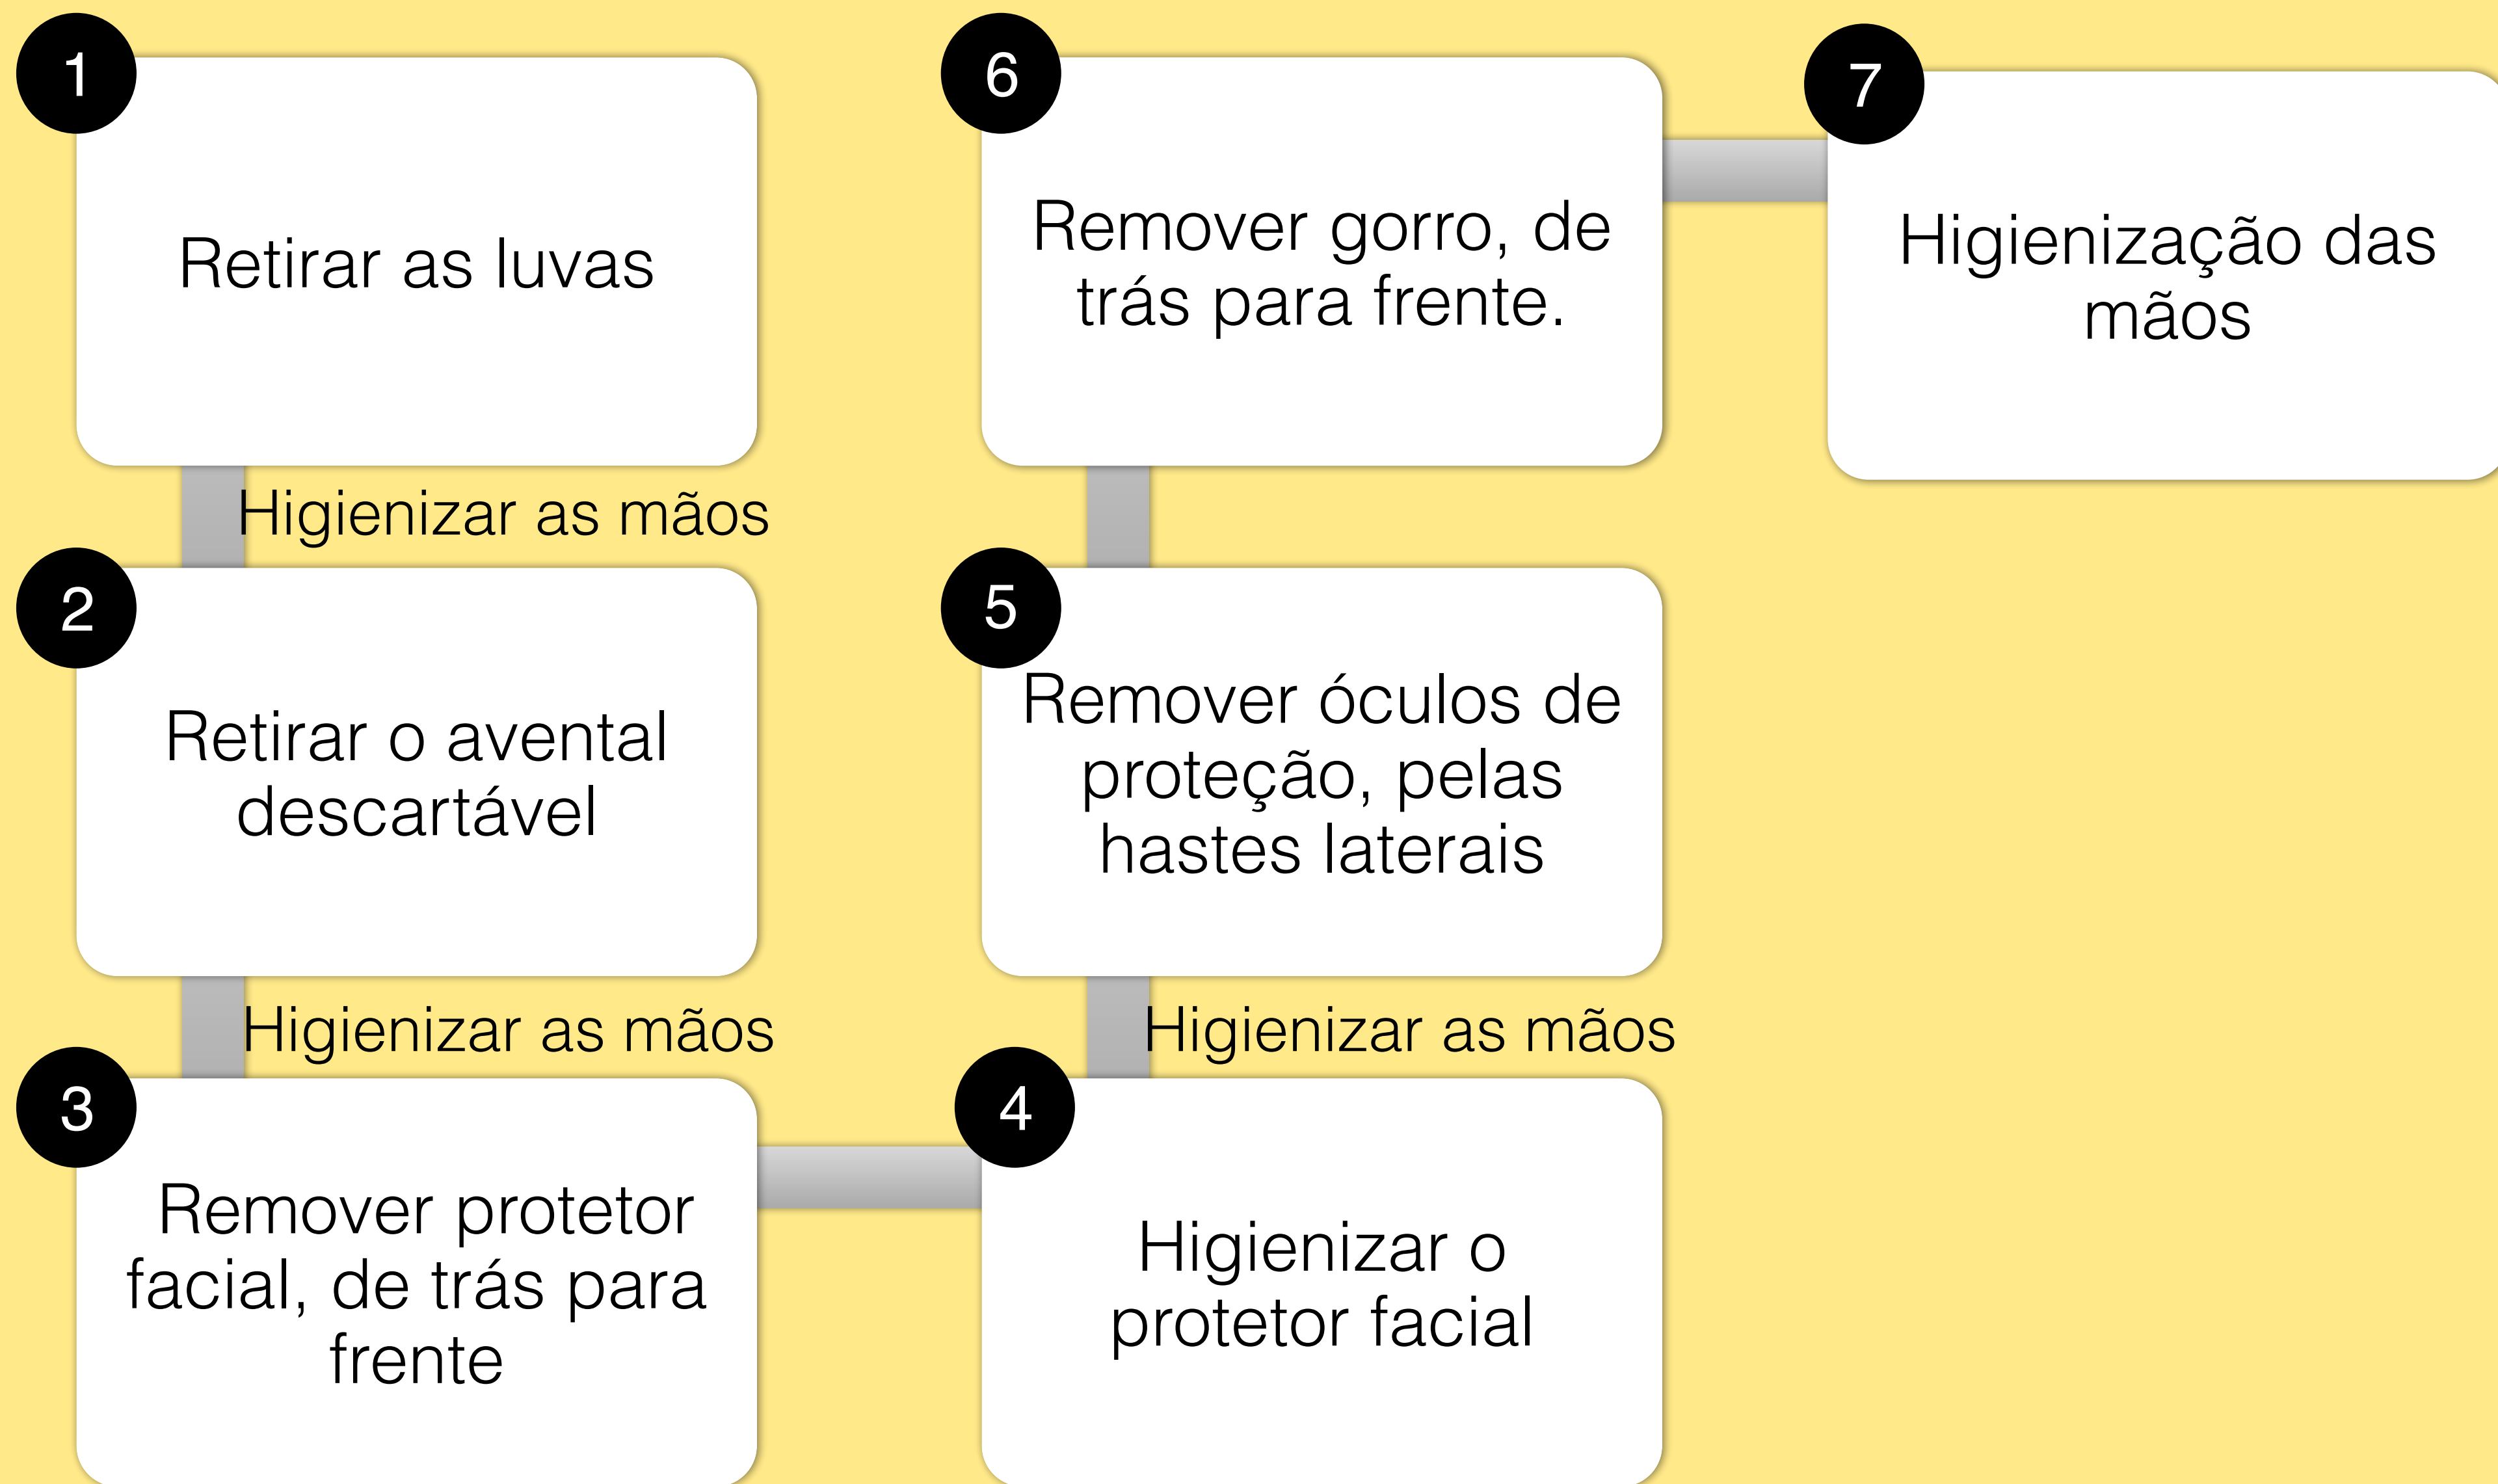 1
Retirar as luvas
Higienizar as mãos
2
Retirar o avental
descartável
Higienizar as mãos
3
Remover protetor
facial, de trás para
frente
4
Higienizar o
protetor facial
Higienizar as mãos
5
Remover óculos de
proteção, pelas
hastes laterais
6
Remover gorro, de
trás para frente.
7
Higienização das
mãos